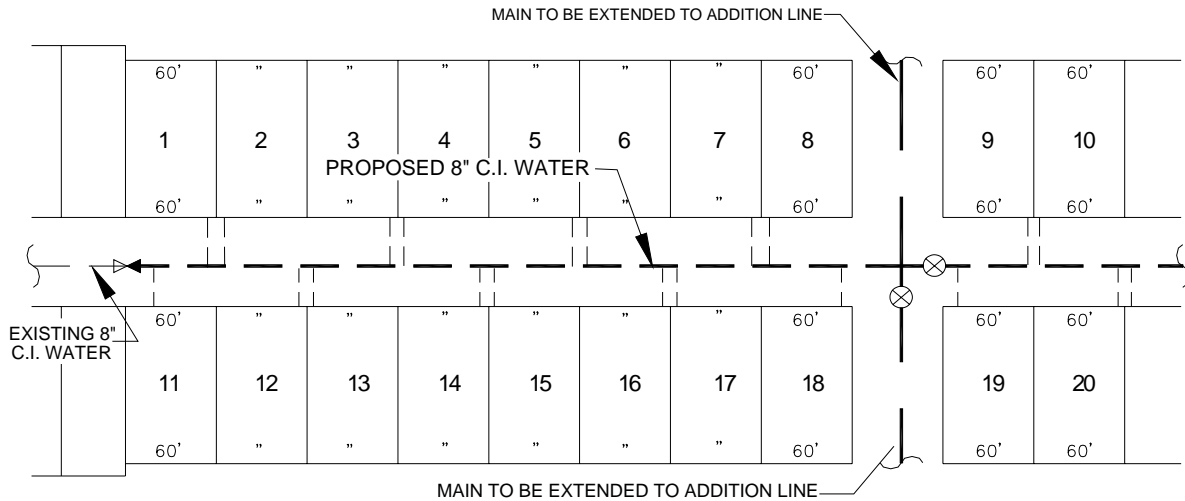 MAIN TO BE EXTENDED TO ADDITION LINE
60' " " " " " " 60' 60' 60'
1 2 3 4 5 6 7 8 9 10
PROPOSED 8" C.I. WATER
60' " " " " " " 60' 60' 60'
60' " " " " " " 60' 60' 60'
EXISTING 8"
C.I. WATER
11 12 13 14 15 16 17 18 19 20
60' " " " " " " 60' 60' 60'
MAIN TO BE EXTENDED TO ADDITION LINE